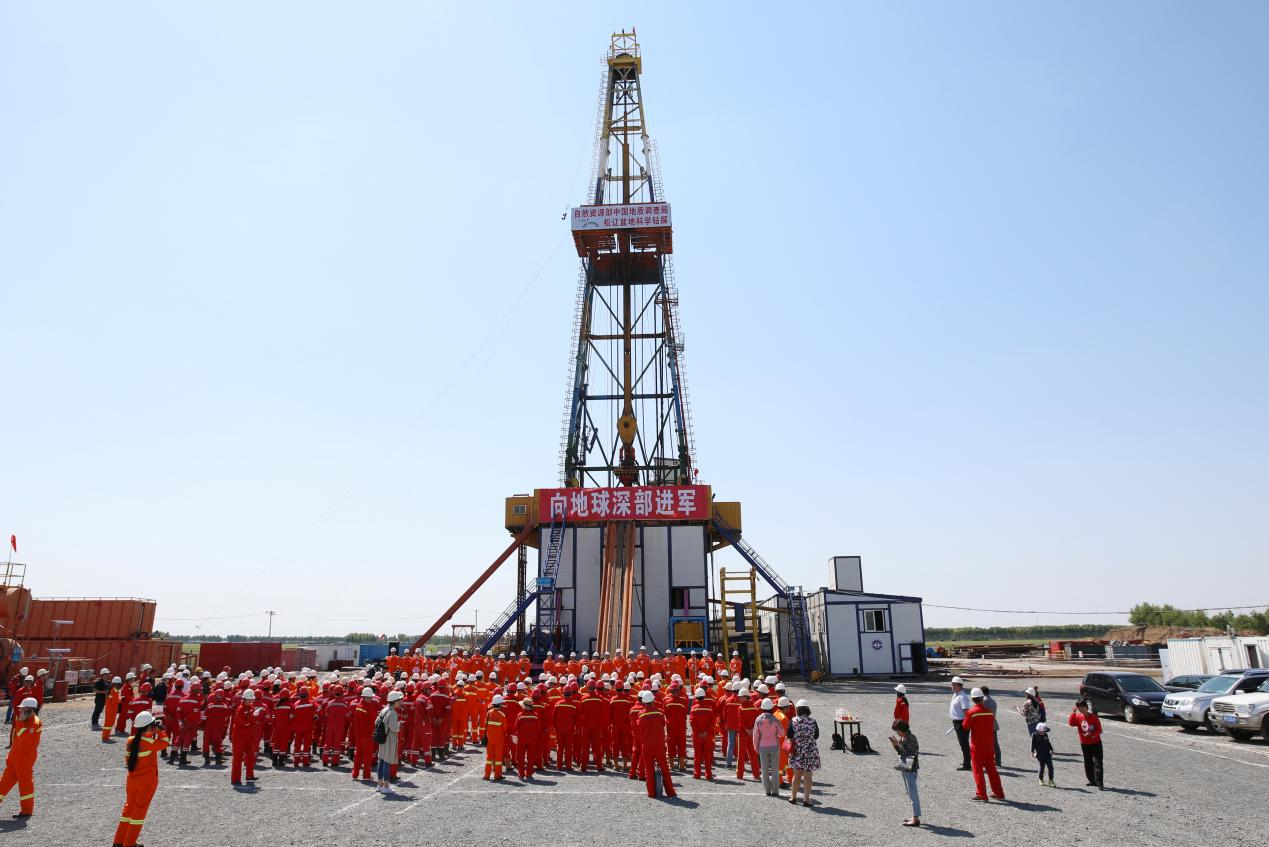 自然资源部中国地质调查局
松辽盆地科学钻探
向地球深部进军